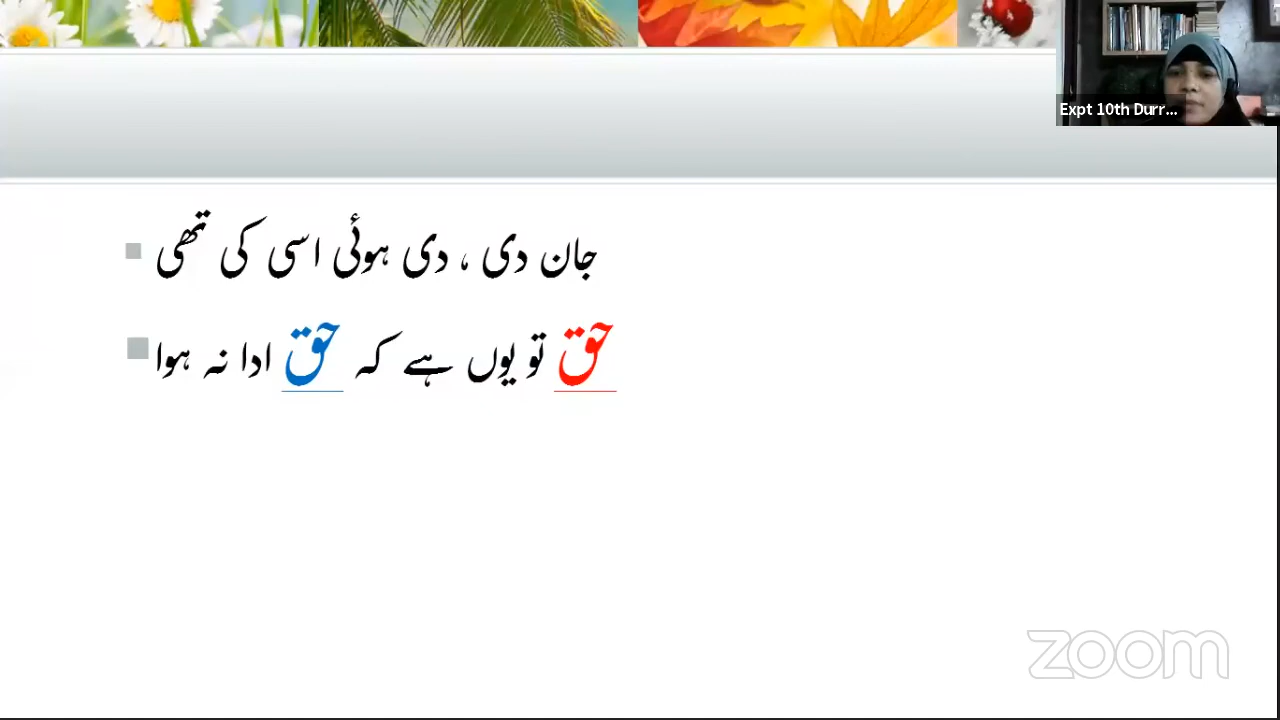 Expt 10th Durr...
جان دی ، دی ہوئی اسی کی تھی
حق تو یوں ہے کہ حق ادا نہ ہوا
zoom